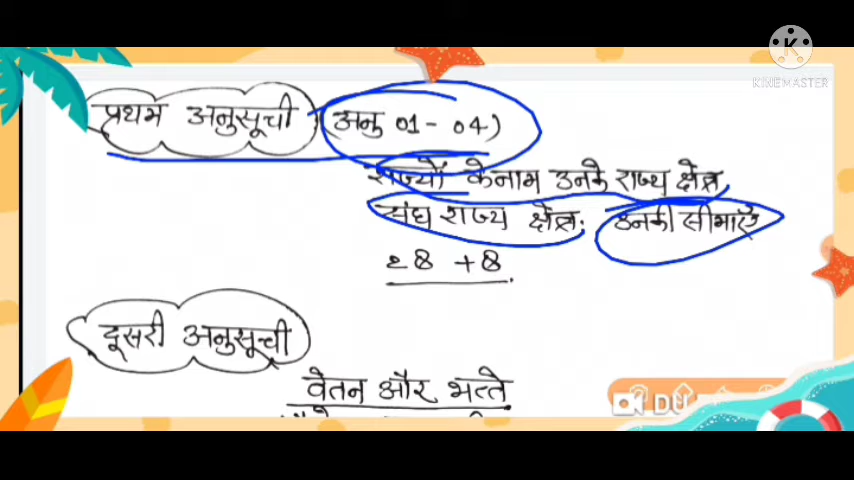 KINEMASTER
प्रथम अनुसूची (अनु 01 - 04)
राज्यों के नाम उनके राज्य क्षेत्र,
संघ राज्य क्षेत्र: उनकी सीमाएँ
28 + 8
दूसरी अनुसूची
वेतन और भत्ते